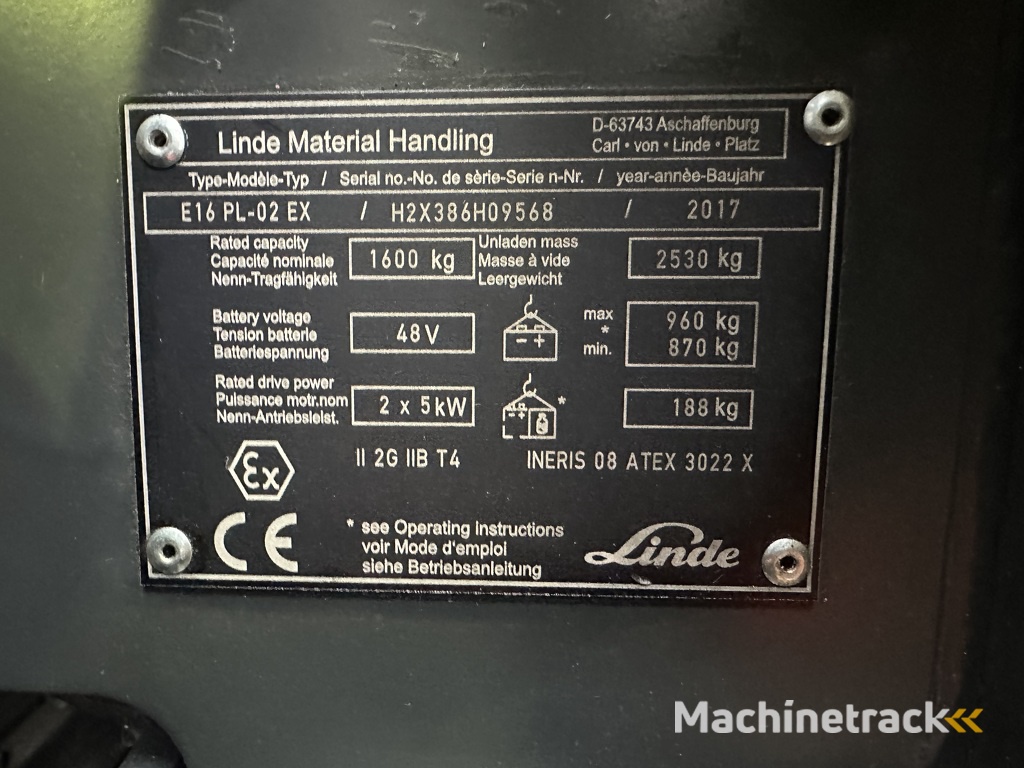 Linde Material Handling
D-63743 Aschaffenburg
Carl • von • Linde • Platz
Type-Modèle-Typ / Serial no.-No. de sèrie-Serie n-Nr. / year-annèe-Baujahr
E16 PL-02 EX / H2X386H09568 / 2017
Rated capacity
Capacité nominale
Nenn-Tragfähigkeit
1600 kg
Unladen mass
Masse à vide
Leergewicht
2530 kg
Battery voltage
Tension batterie
Batteriespannung
48V
- +
max
*
min.
960 kg
870 kg
Rated drive power
Puissance motr.nom
Nenn-Antriebsleist.
2 x 5kW
- +
*
188kg
Ex
II 2G IIB T4
INERIS 08 ATEX 3022 X
CE
* see Operating instructions
voir Mode d'emploi
siehe Betriebsanleitung
Linde
Machinetrack